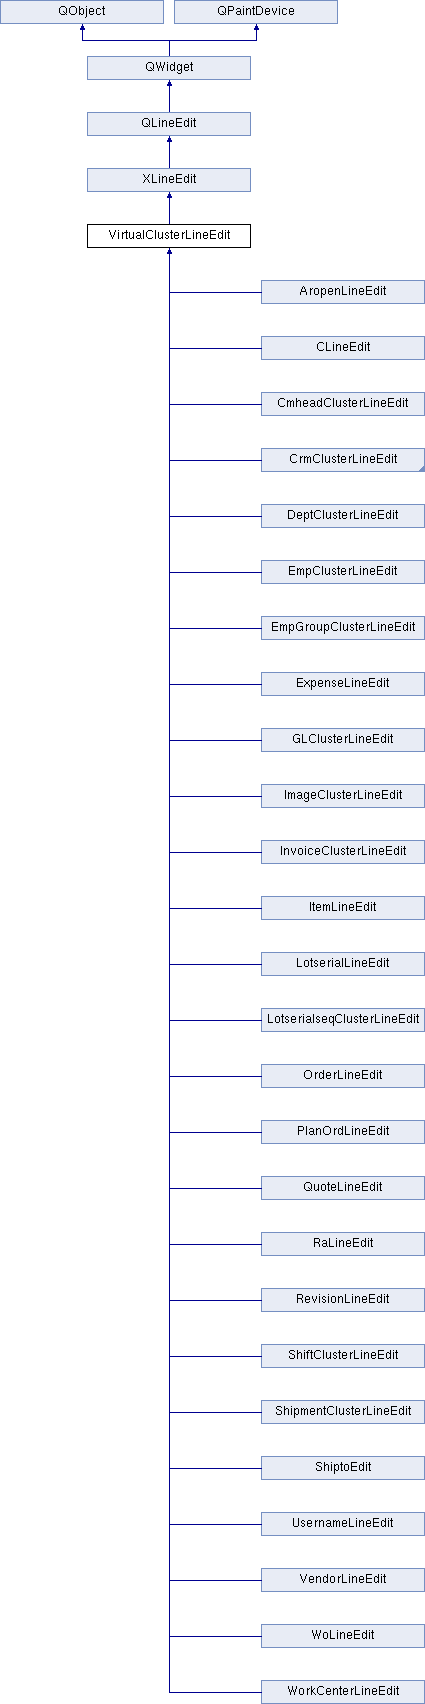 QObject
QPaintDevice
QWidget
QLineEdit
XLineEdit
VirtualClusterLineEdit
AropenLineEdit
CLineEdit
CmheadClusterLineEdit
CrmClusterLineEdit
DeptClusterLineEdit
EmpClusterLineEdit
EmpGroupClusterLineEdit
ExpenseLineEdit
GLClusterLineEdit
ImageClusterLineEdit
InvoiceClusterLineEdit
ItemLineEdit
LotserialLineEdit
LotserialseqClusterLineEdit
OrderLineEdit
PlanOrdLineEdit
QuoteLineEdit
RaLineEdit
RevisionLineEdit
ShiftClusterLineEdit
ShipmentClusterLineEdit
ShiptoEdit
UsernameLineEdit
VendorLineEdit
WoLineEdit
WorkCenterLineEdit